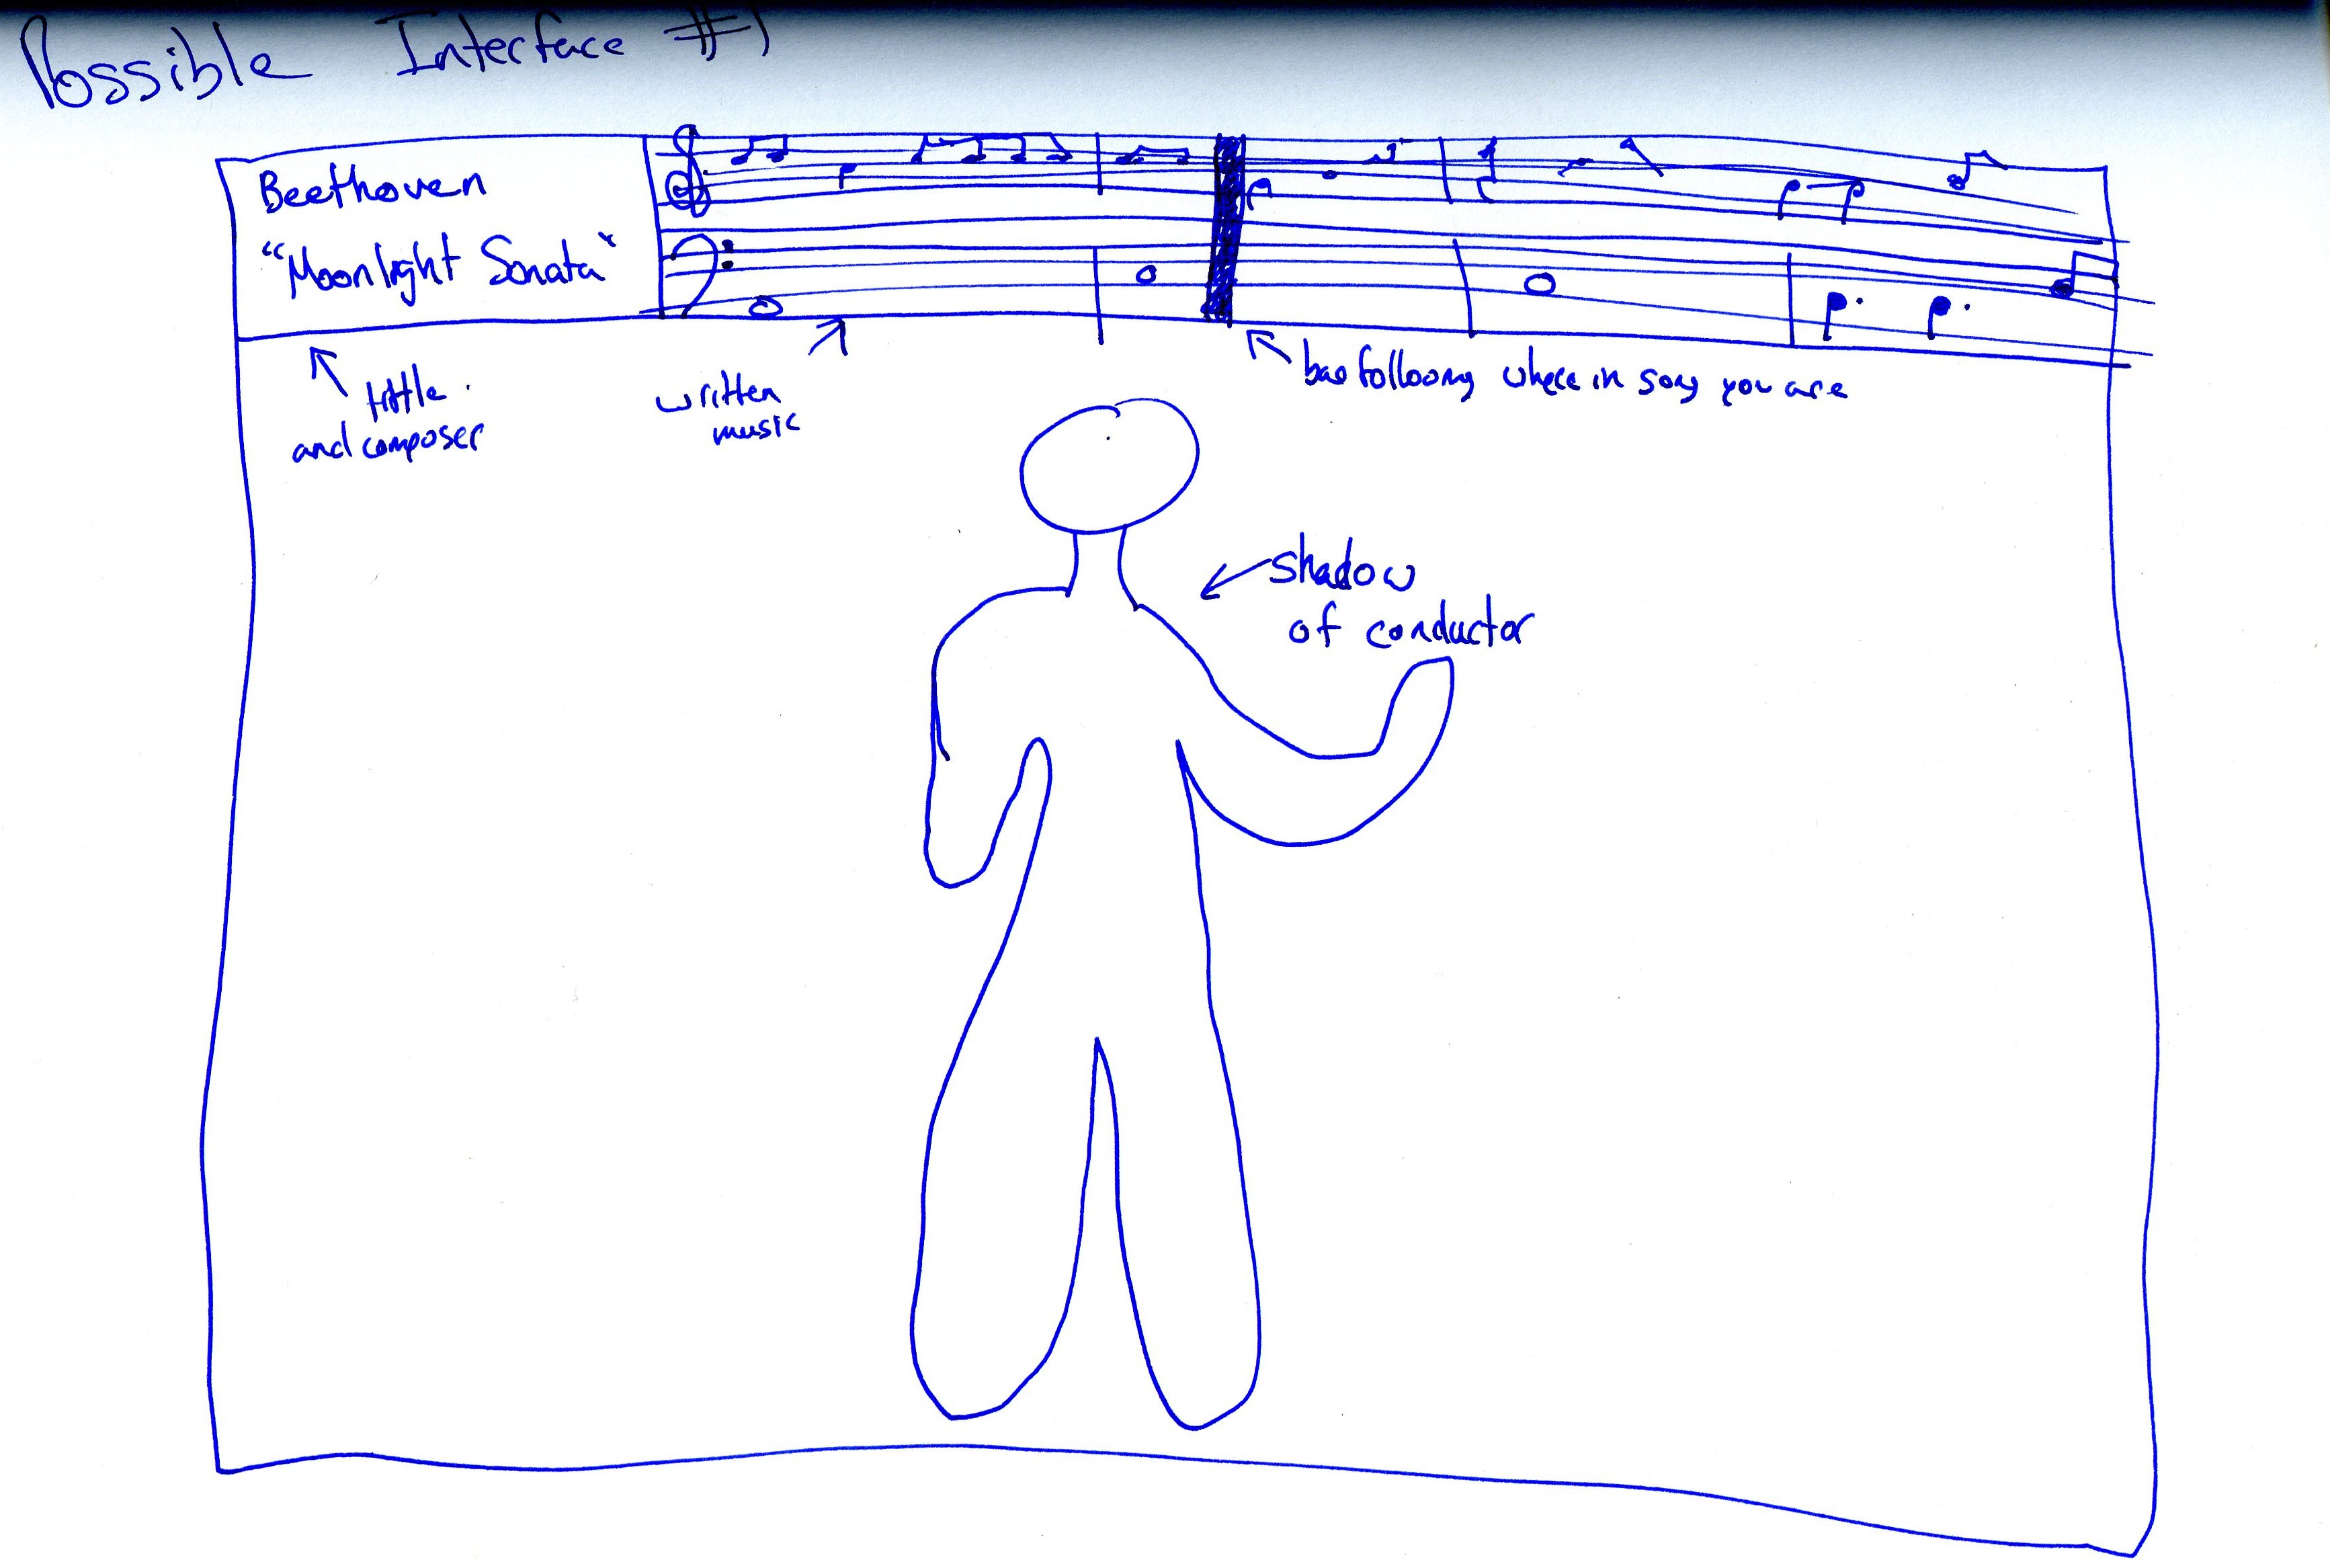 Possible Interface #1
Beethoven
"Moonlight Sonata"
tittle
and composer
written
music
bar following where in song you are
shadow
of conductor